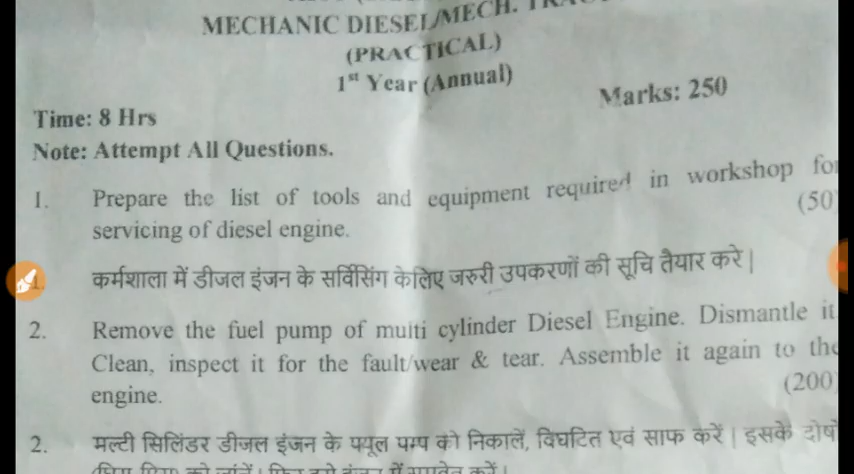 MECHANIC DIESEL/MECH.
(PRACTICAL)
1st Year (Annual)
Marks: 250
Time: 8 Hrs
Note: Attempt All Questions.
1. Prepare the list of tools and equipment required in workshop for
(50)
servicing of diesel engine.
1. कर्मशाला में डीजल इंजन के सर्विसिंग केलिए जरुरी उपकरणों की सूचि तैयार करे |
2. Remove the fuel pump of multi cylinder Diesel Engine. Dismantle it
Clean, inspect it for the fault/wear & tear. Assemble it again to the
engine.
(200
2. मल्टी सिलिंडर डीजल इंजन के फ्यूल पम्प को निकालें, विघटित एवं साफ करें | इसके दोषों